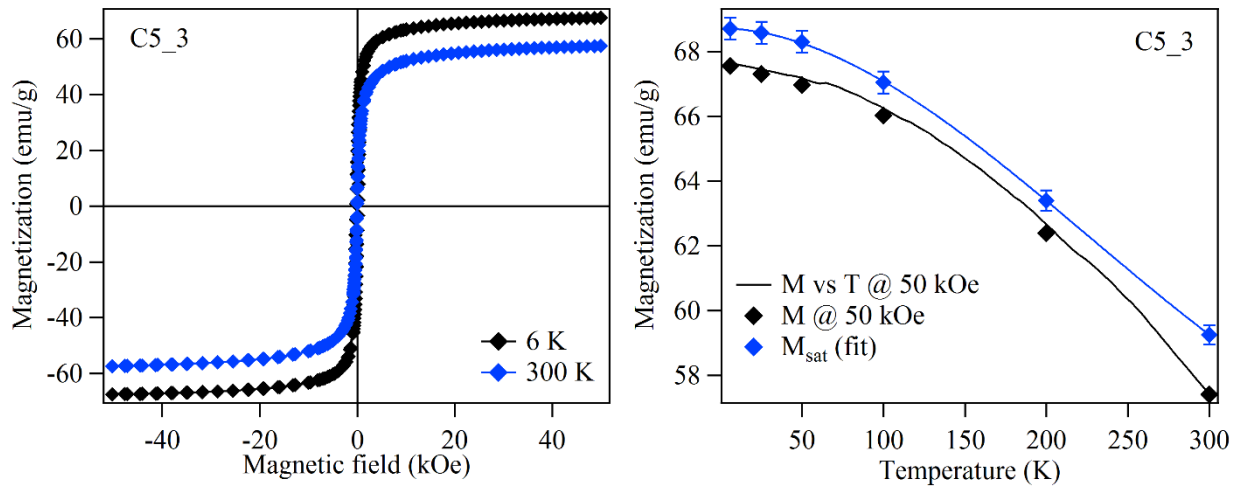 C5_3
Magnetization (emu/g)
60
40
20
0
-20
-40
-60
6 K
300 K
-40
-20
0
20
40
Magnetic field (kOe)
C5_3
Magnetization (emu/g)
68
66
64
62
60
58
M vs T @ 50 kOe
M @ 50 kOe
Msat (fit)
50
100
150
200
250
300
Temperature (K)